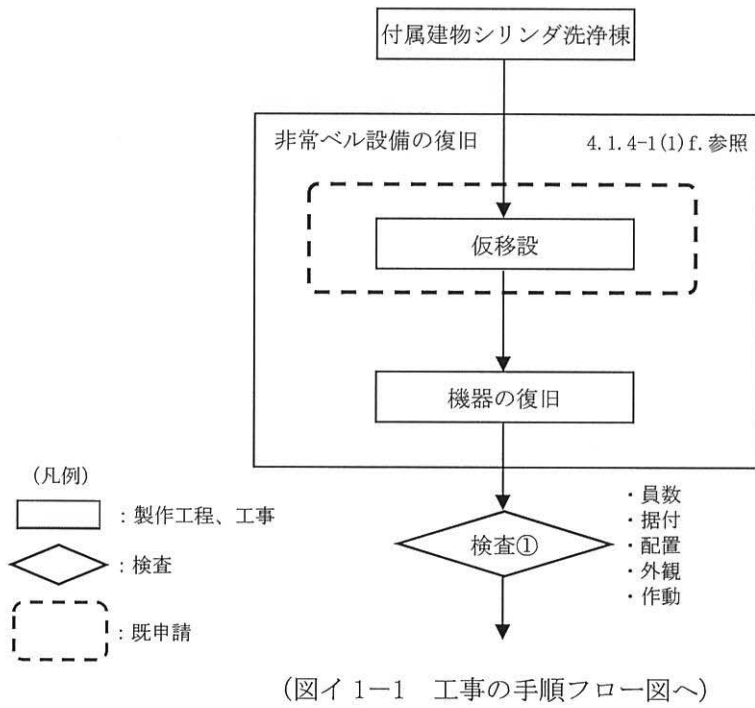 付属建物シリンダ洗浄棟
非常ベル設備の復旧 4.1.4-1(1)f.参照
仮移設
機器の復旧
検査①
・員数
・据付
・配置
・外観
・作動
(凡例)
：製作工程、工事
：検査
：既申請
(図イ 1－1 工事の手順フロー図へ)